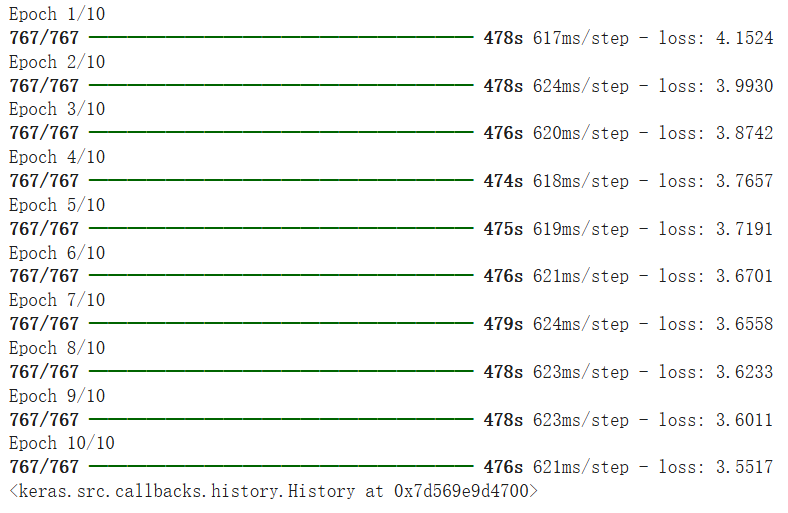 Epoch 1/10
767/767 ━━━━━━━━━━━━━━━━━━━━ 478s 617ms/step - loss: 4.1524
Epoch 2/10
767/767 ━━━━━━━━━━━━━━━━━━━━ 478s 624ms/step - loss: 3.9930
Epoch 3/10
767/767 ━━━━━━━━━━━━━━━━━━━━ 476s 620ms/step - loss: 3.8742
Epoch 4/10
767/767 ━━━━━━━━━━━━━━━━━━━━ 474s 618ms/step - loss: 3.7657
Epoch 5/10
767/767 ━━━━━━━━━━━━━━━━━━━━ 475s 619ms/step - loss: 3.7191
Epoch 6/10
767/767 ━━━━━━━━━━━━━━━━━━━━ 476s 621ms/step - loss: 3.6701
Epoch 7/10
767/767 ━━━━━━━━━━━━━━━━━━━━ 479s 624ms/step - loss: 3.6558
Epoch 8/10
767/767 ━━━━━━━━━━━━━━━━━━━━ 478s 623ms/step - loss: 3.6233
Epoch 9/10
767/767 ━━━━━━━━━━━━━━━━━━━━ 478s 623ms/step - loss: 3.6011
Epoch 10/10
767/767 ━━━━━━━━━━━━━━━━━━━━ 476s 621ms/step - loss: 3.5517
<keras.src.callbacks.history.History at 0x7d569e9d4700>